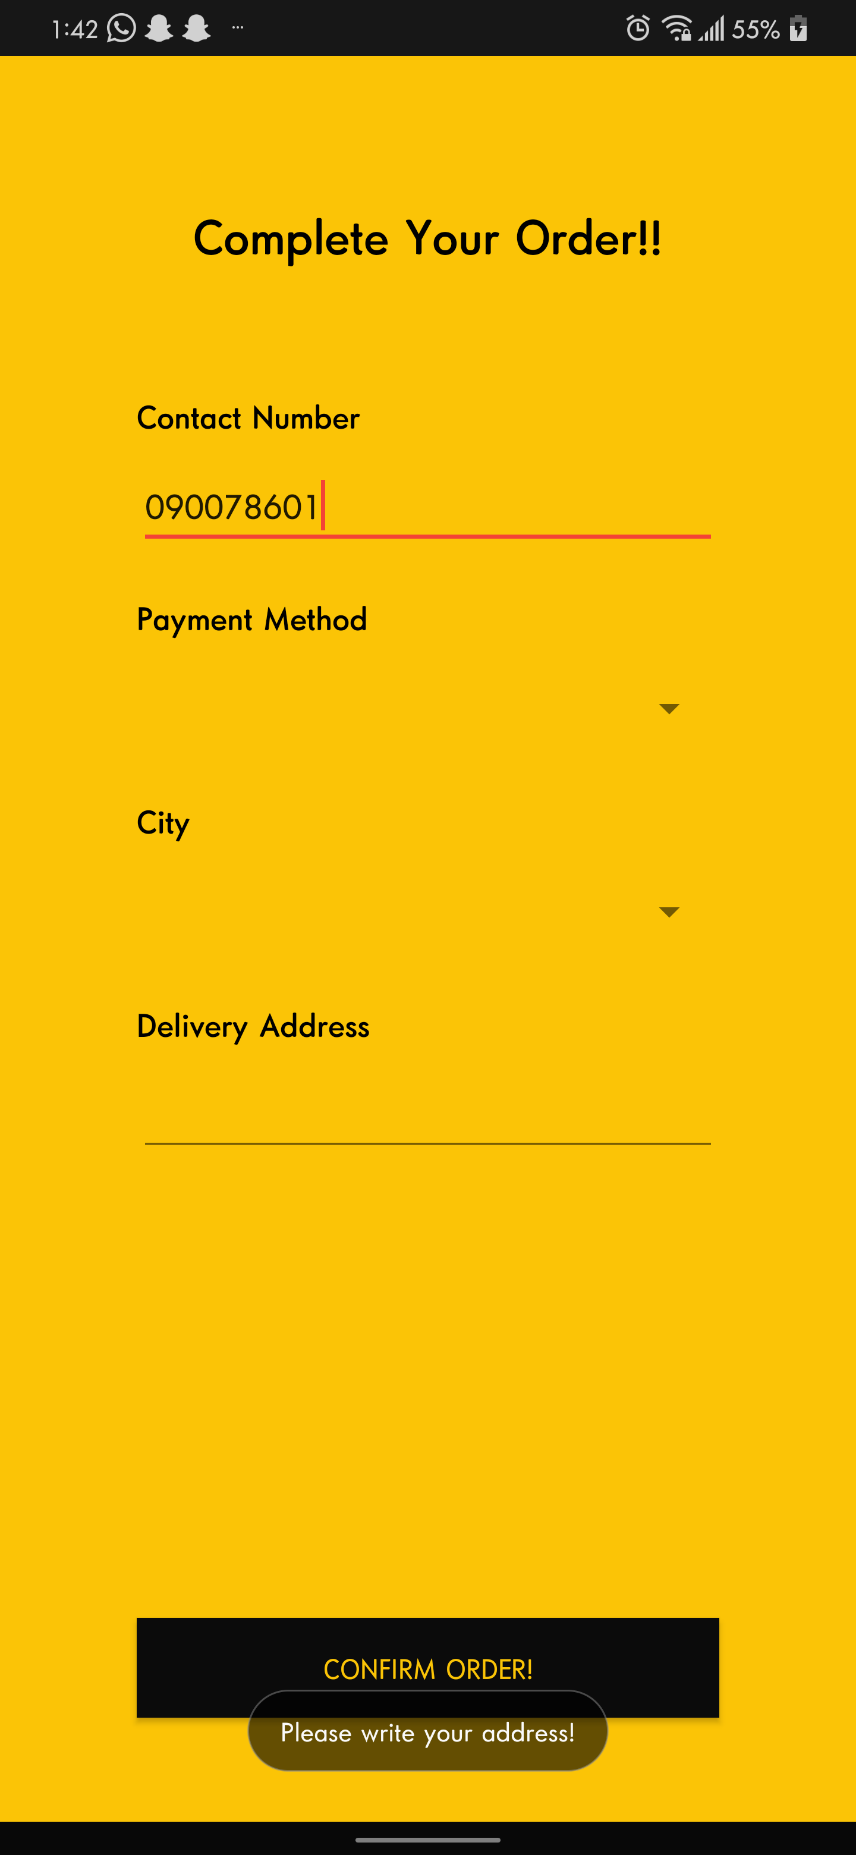 1:42 ... 55%
Complete Your Order!!
Contact Number
090078601
Payment Method
City
Delivery Address
CONFIRM ORDER!
Please write your address!